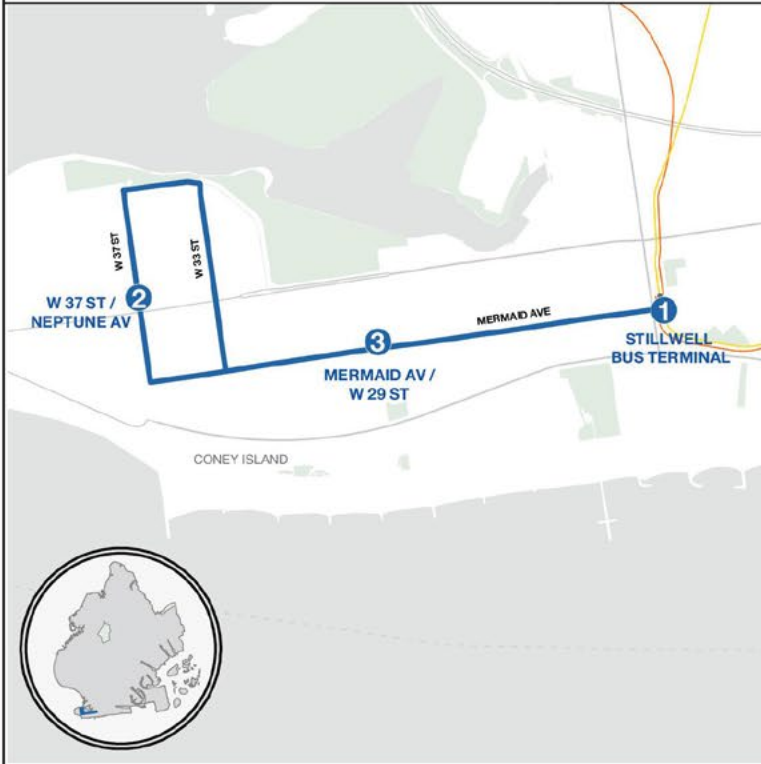 W 37 ST
W 33 ST
2
W 37 ST /
NEPTUNE AV
MERMAID AVE
1
STILLWELL
BUS TERMINAL
3
MERMAID AV /
W 29 ST
CONEY ISLAND